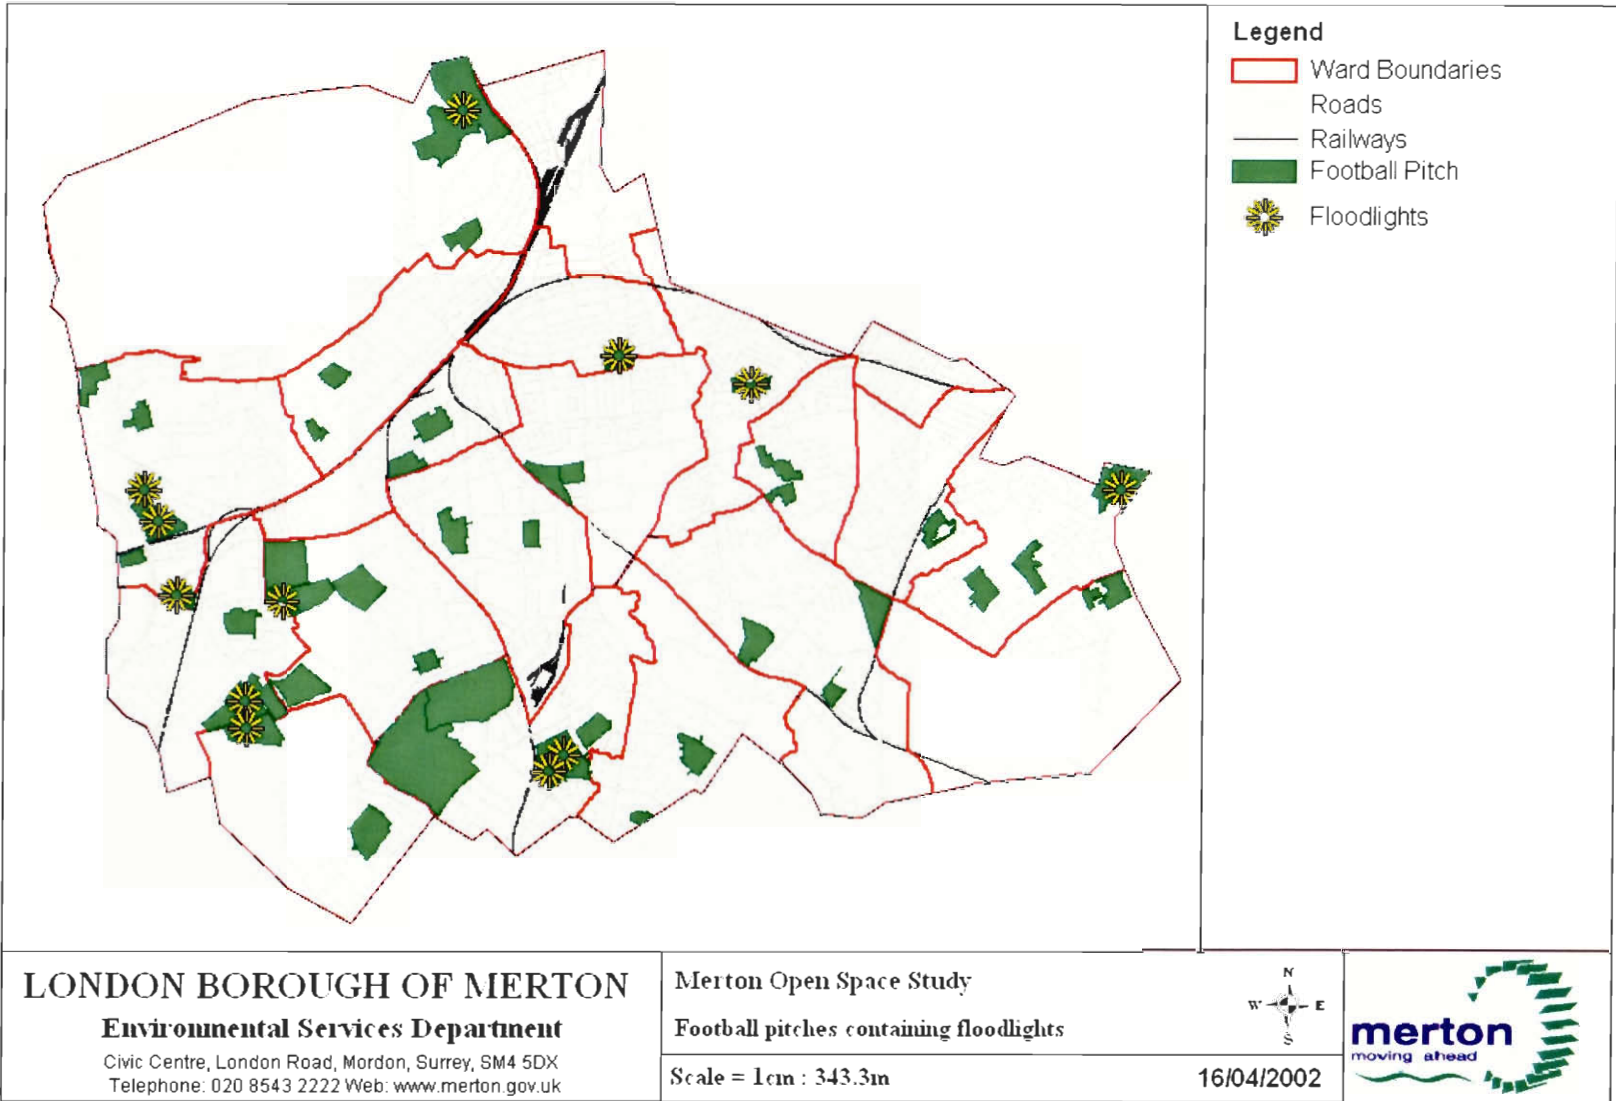 Legend
Ward Boundaries
Roads
Railways
Football Pitch
Floodlights
LONDON BOROUGH OF MERTON
Environmental Services Department
Civic Centre, London Road, Mordon, Surrey, SM4 5DX
Telephone: 020 8543 2222 Web: www.merton.gov.uk
Merton Open Space Study
Football pitches containing floodlights
Scale = 1cm : 343.3m
16/04/2002
N
W E
S
merton
moving ahead